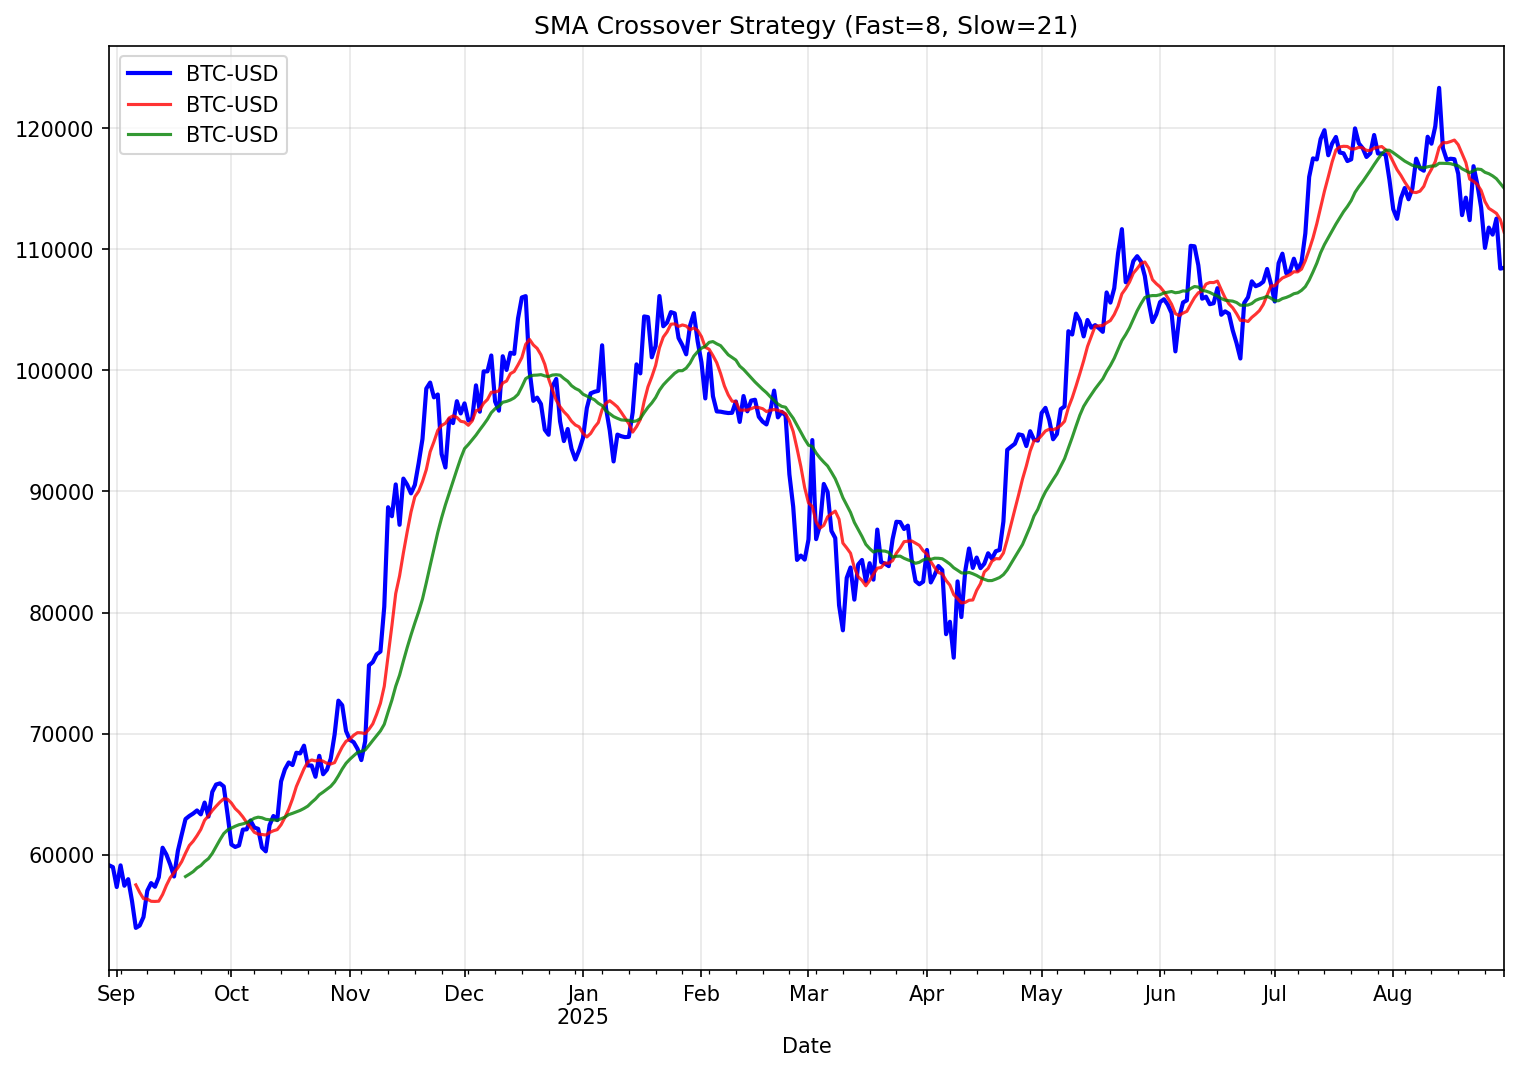 SMA Crossover Strategy (Fast=8, Slow=21)
BTC-USD
BTC-USD
BTC-USD
120000
110000
100000
90000
80000
70000
60000
Sep Oct Nov Dec Jan Feb Mar Apr May Jun Jul Aug
2025
Date